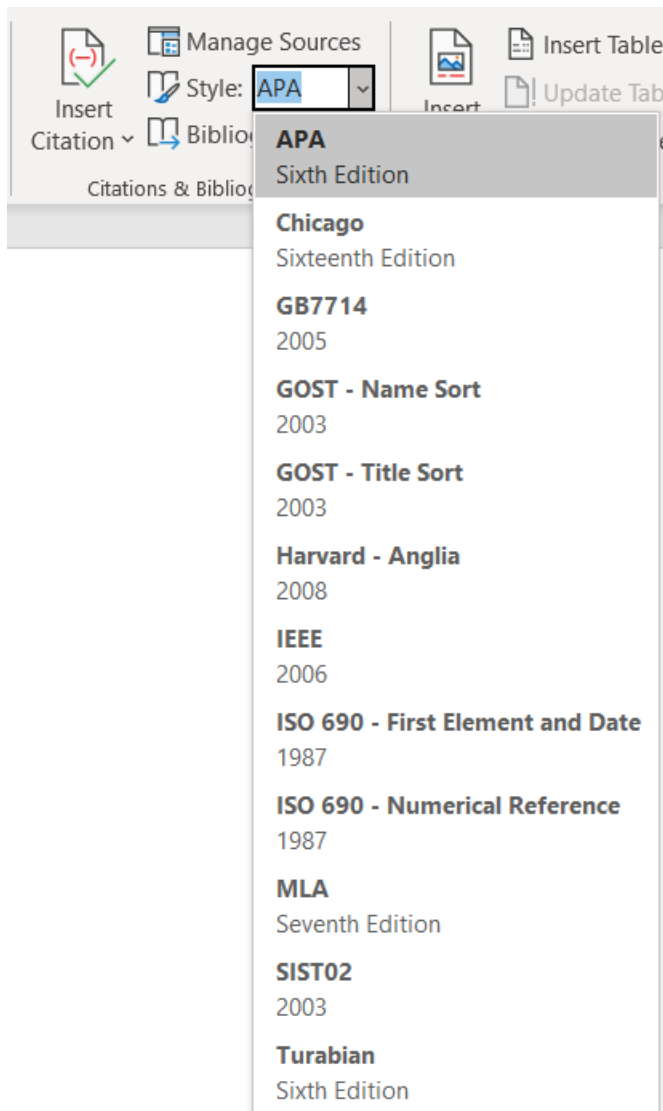 Manage Sources
Style: APA
Insert
Citation
Biblio
Citations & Bibliog
Insert Table
Update Tab
Insert
APA
Sixth Edition
Chicago
Sixteenth Edition
GB7714
2005
GOST - Name Sort
2003
GOST - Title Sort
2003
Harvard - Anglia
2008
IEEE
2006
ISO 690 - First Element and Date
1987
ISO 690 - Numerical Reference
1987
MLA
Seventh Edition
SIST02
2003
Turabian
Sixth Edition